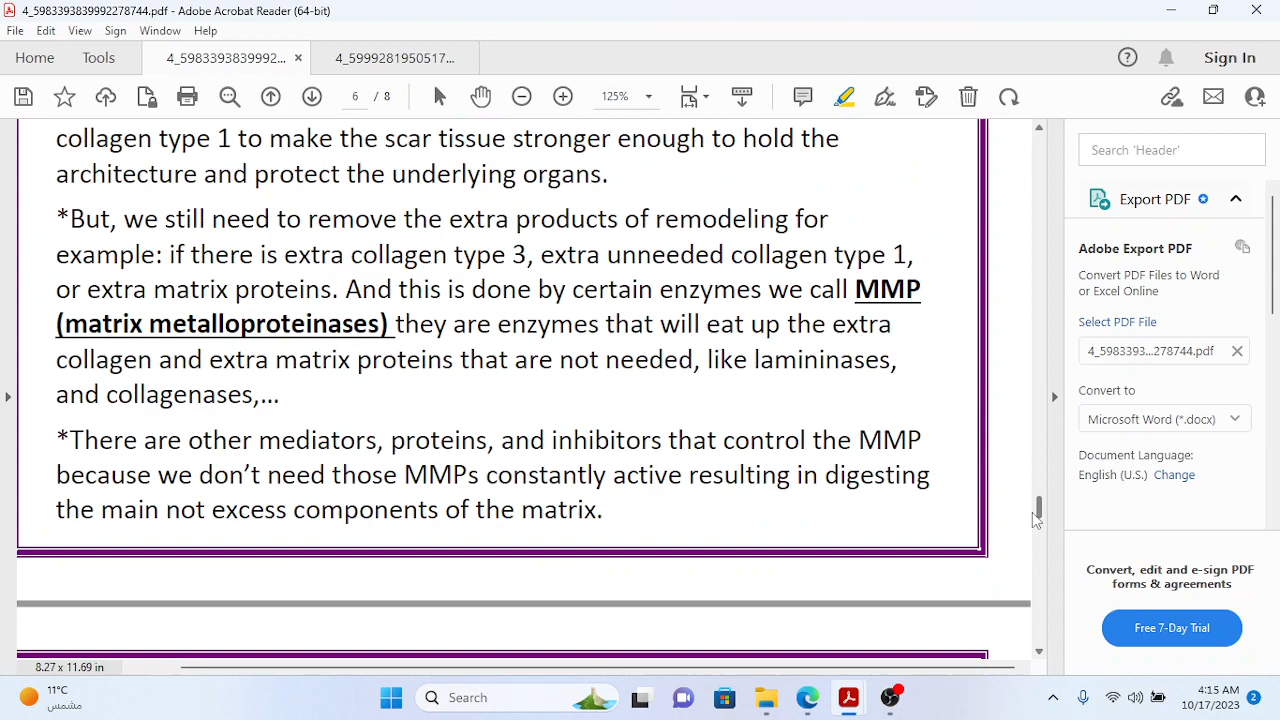 4_5983393839992278744.pdf - Adobe Acrobat Reader (64-bit)
File Edit View Sign Window Help
Home Tools 4_5983393839992... × 4_5999281950517...
Sign In
6 / 8 125%
collagen type 1 to make the scar tissue stronger enough to hold the
architecture and protect the underlying organs.
*But, we still need to remove the extra products of remodeling for
example: if there is extra collagen type 3, extra unneeded collagen type 1,
or extra matrix proteins. And this is done by certain enzymes we call MMP
(matrix metalloproteinases) they are enzymes that will eat up the extra
collagen and extra matrix proteins that are not needed, like lamininases,
and collagenases,...
*There are other mediators, proteins, and inhibitors that control the MMP
because we don't need those MMPs constantly active resulting in digesting
the main not excess components of the matrix.
8.27 x 11.69 in
Search 'Header'
Export PDF
Adobe Export PDF
Convert PDF Files to Word
or Excel Online
Select PDF File
4_5983393...278744.pdf
Convert to
Microsoft Word (*.docx)
Document Language:
English (U.S.) Change
Convert, edit and e-sign PDF
forms & agreements
Free 7-Day Trial
11°C
مشمس
Search
4:15 AM
10/17/2023
2